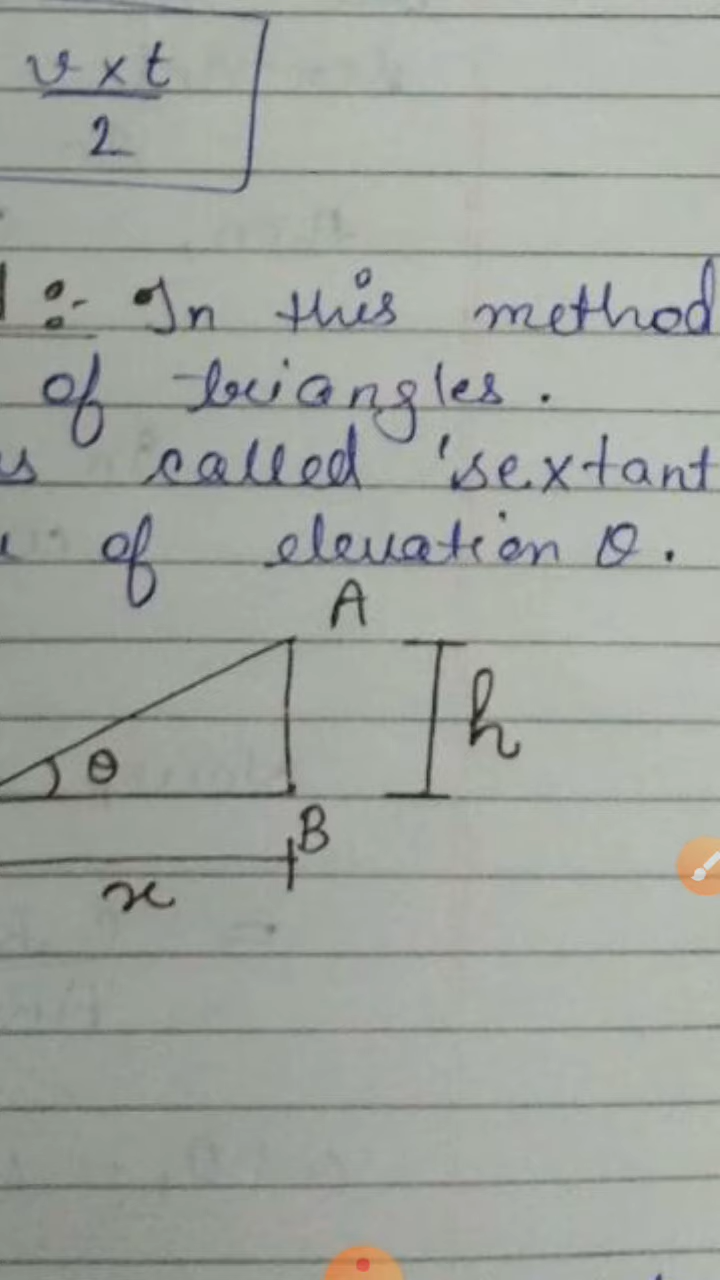 v × t
2
:- In this method
of triangles.
called 'sextant
of elevation θ.
A
h
θ
B
x